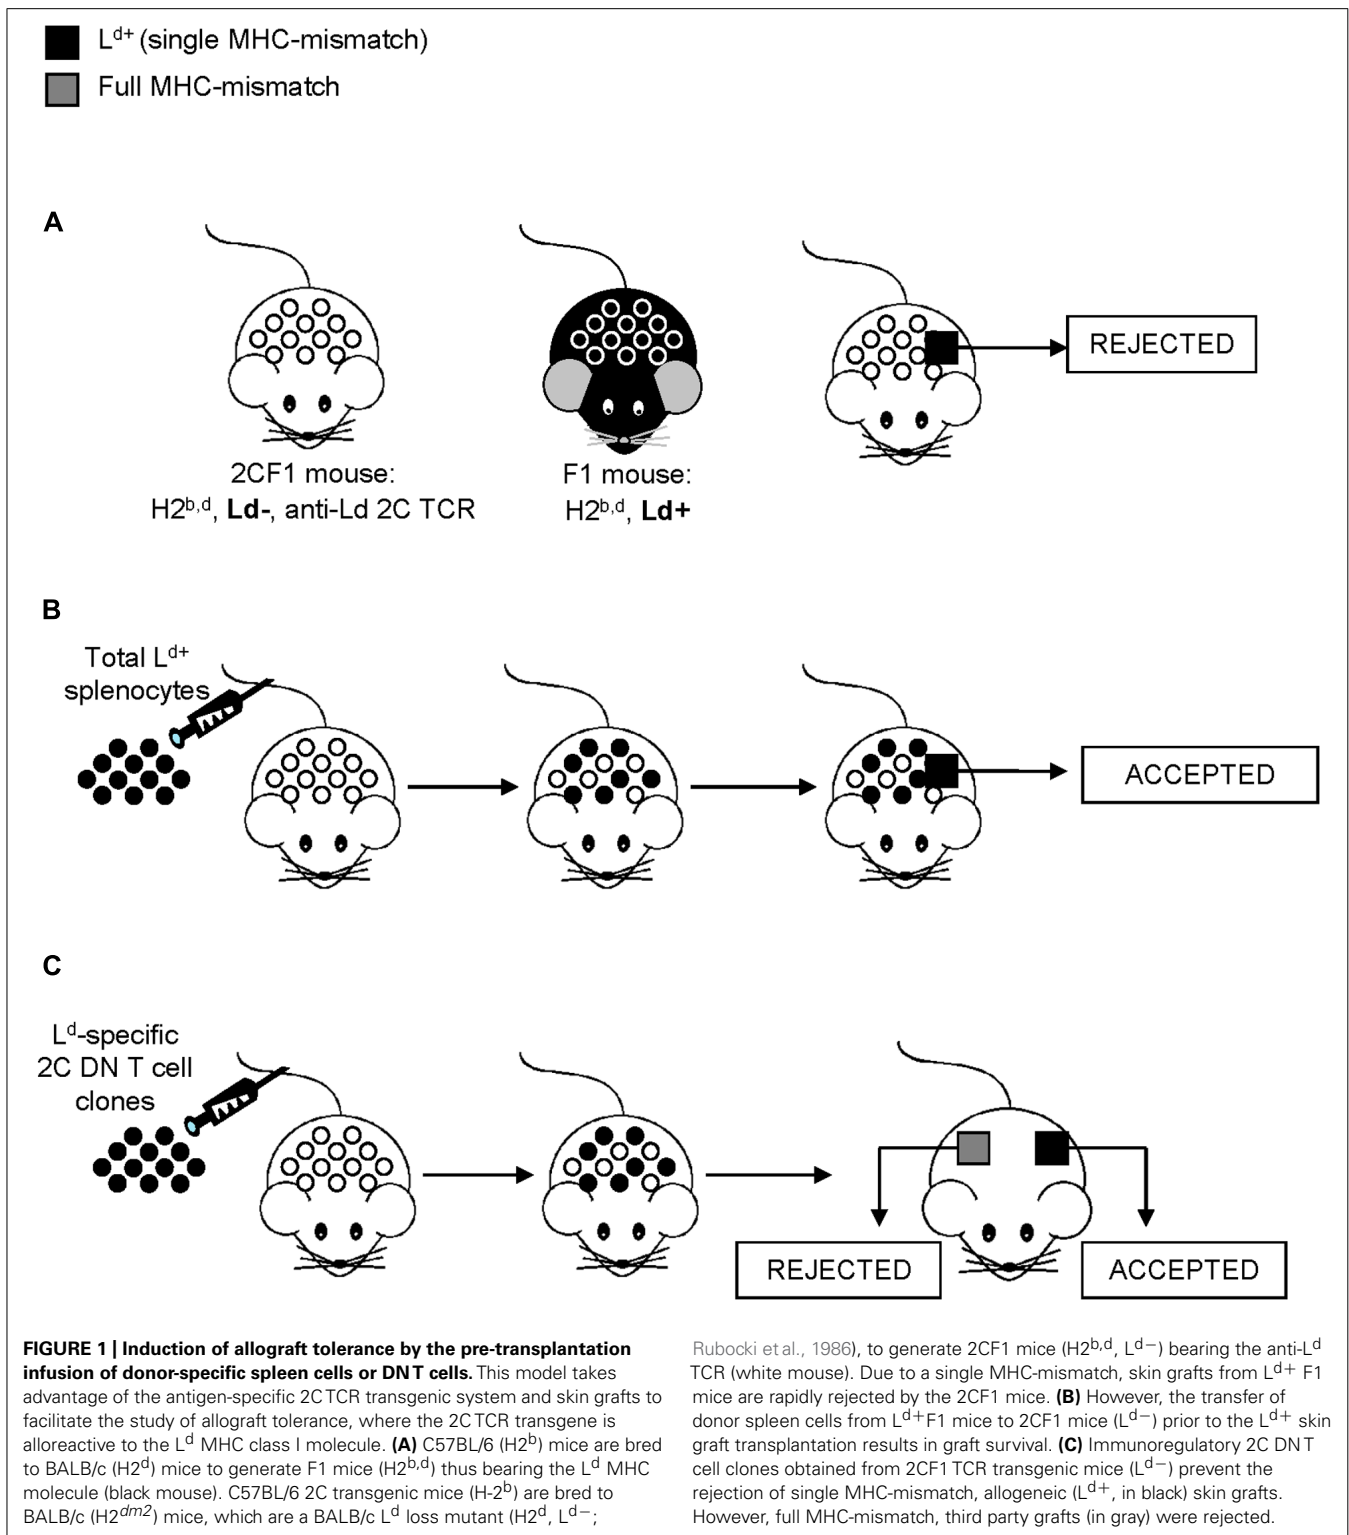 L^d+ (single MHC-mismatch)
Full MHC-mismatch
A
REJECTED
2CF1 mouse:
H2^b,d, Ld-, anti-Ld 2C TCR
F1 mouse:
H2^b,d, Ld+
B
Total L^d+
splenocytes
ACCEPTED
C
L^d-specific
2C DN T cell
clones
REJECTED
ACCEPTED
FIGURE 1 | Induction of allograft tolerance by the pre-transplantation
infusion of donor-specific spleen cells or DN T cells. This model takes
advantage of the antigen-specific 2C TCR transgenic system and skin grafts to
facilitate the study of allograft tolerance, where the 2C TCR transgene is
alloreactive to the L^d MHC class I molecule. (A) C57BL/6 (H2^b) mice are bred
to BALB/c (H2^d) mice to generate F1 mice (H2^b,d) thus bearing the L^d MHC
molecule (black mouse). C57BL/6 2C transgenic mice (H-2^b) are bred to
BALB/c (H2^dm2) mice, which are a BALB/c L^d loss mutant (H2^d, L^d−;
Rubocki et al., 1986), to generate 2CF1 mice (H2^b,d, L^d−) bearing the anti-L^d
TCR (white mouse). Due to a single MHC-mismatch, skin grafts from L^d+ F1
mice are rapidly rejected by the 2CF1 mice. (B) However, the transfer of
donor spleen cells from L^d+F1 mice to 2CF1 mice (L^d−) prior to the L^d+ skin
graft transplantation results in graft survival. (C) Immunoregulatory 2C DN T
cell clones obtained from 2CF1 TCR transgenic mice (L^d−) prevent the
rejection of single MHC-mismatch, allogeneic (L^d+, in black) skin grafts.
However, full MHC-mismatch, third party grafts (in gray) were rejected.